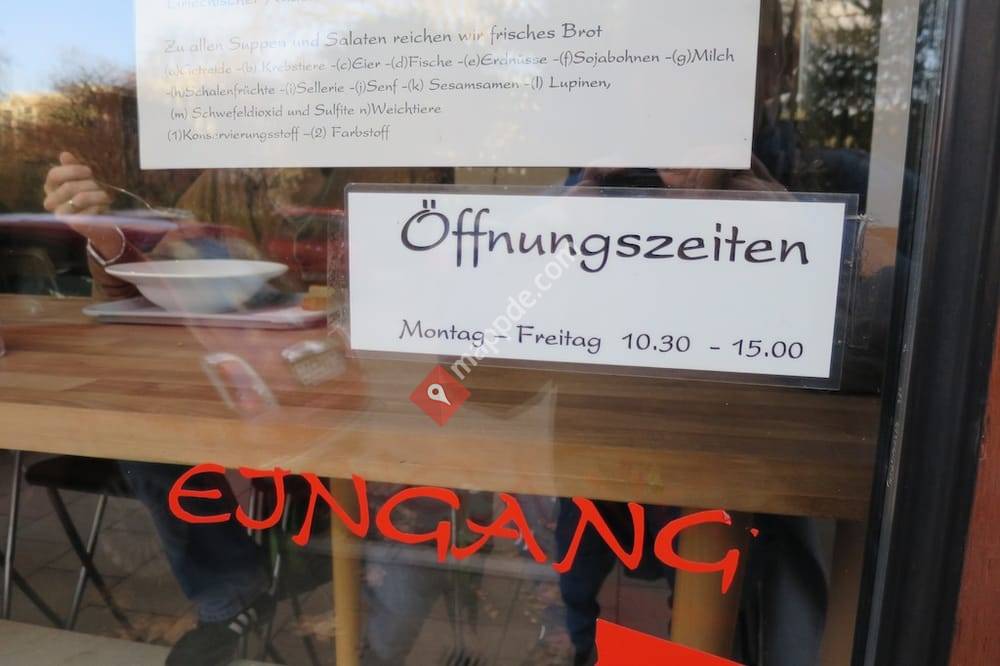 Zu allen Suppen und Salaten reichen wir frisches Brot
(a)Getreide -(b) Krebstiere -(c)Eier -(d)Fische -(e)Erdnüsse -(f)Sojabohnen -(g)Milch
-(h)Schalenfrüchte -(i)Sellerie -(j)Senf -(k) Sesamsamen -(l) Lupinen,
(m) Schwefeldioxid und Sulfite n)Weichtiere
(1)Konservierungsstoff -(2) Farbstoff
Öffnungszeiten
Montag - Freitag 10.30 - 15.00
mappde.com
EINGANG